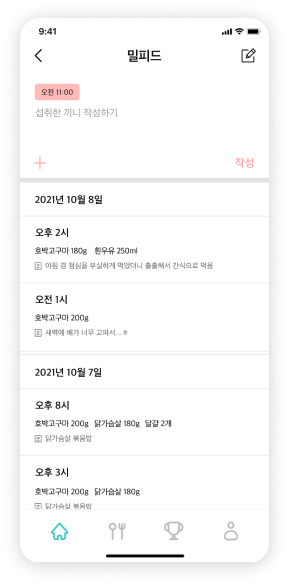 9:41
밀피드
오전 11:00
섭취한 끼니 작성하기
작성
2021년 10월 8일
오후 2시
호박고구마 180g 흰우유 250ml
아침 겸 점심을 부실하게 먹었더니 출출해서 간식으로 먹음
오전 1시
호박고구마 200g
새벽에 배가 너무 고파서... ㅎ
2021년 10월 7일
오후 8시
호박고구마 200g 닭가슴살 180g 달걀 2개
닭가슴살 볶음밥
오후 3시
호박고구마 200g 닭가슴살 180g
닭가슴살 볶음밥